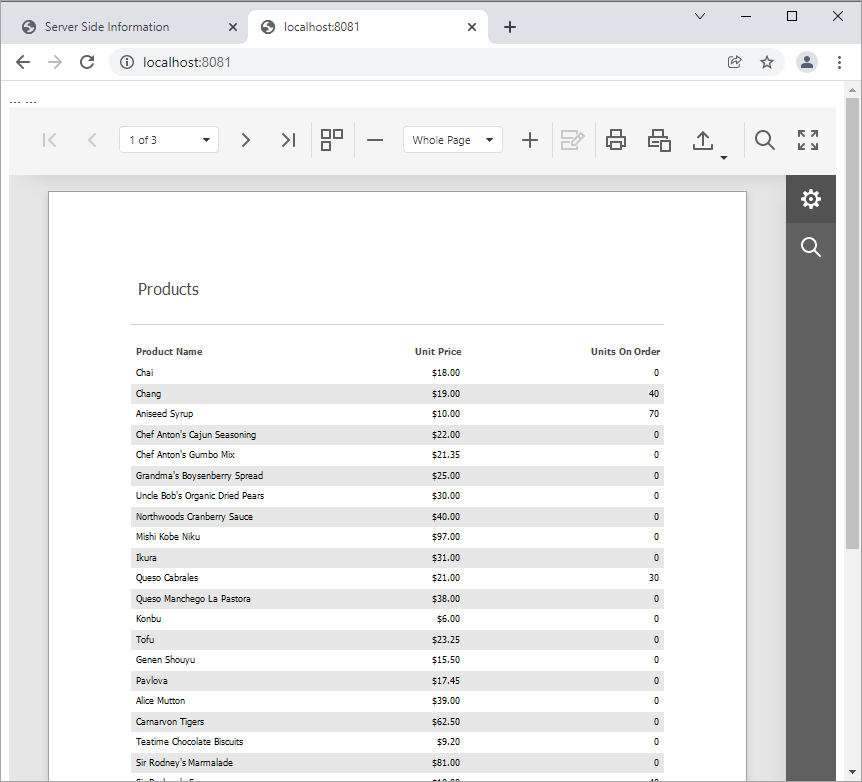 Server Side Information
localhost:8081
localhost:8081
... ...
1 of 3
Whole Page
Products
Product Name Unit Price Units On Order
Chai $18.00 0
Chang $19.00 40
Aniseed Syrup $10.00 70
Chef Anton's Cajun Seasoning $22.00 0
Chef Anton's Gumbo Mix $21.35 0
Grandma's Boysenberry Spread $25.00 0
Uncle Bob's Organic Dried Pears $30.00 0
Northwoods Cranberry Sauce $40.00 0
Mishi Kobe Niku $97.00 0
Ikura $31.00 0
Queso Cabrales $21.00 30
Queso Manchego La Pastora $38.00 0
Konbu $6.00 0
Tofu $23.25 0
Genen Shouyu $15.50 0
Pavlova $17.45 0
Alice Mutton $39.00 0
Carnarvon Tigers $62.50 0
Teatime Chocolate Biscuits $9.20 0
Sir Rodney's Marmalade $81.00 0